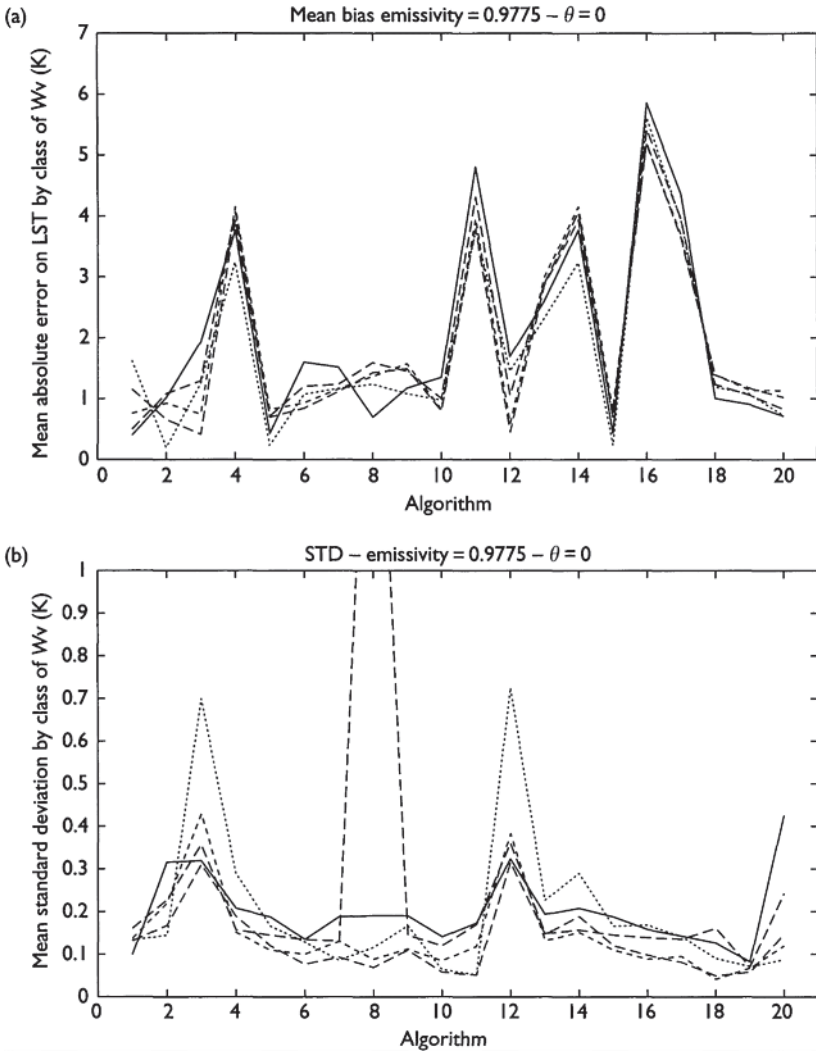 (a)
Mean bias emissivity = 0.9775 – θ = 0
Mean absolute error on LST by class of Wv (K)
7
6
5
4
3
2
1
0
0 2 4 6 8 10 12 14 16 18 20
Algorithm
(b)
STD – emissivity = 0.9775 – θ = 0
Mean standard deviation by class of Wv (K)
1
0.9
0.8
0.7
0.6
0.5
0.4
0.3
0.2
0.1
0
0 2 4 6 8 10 12 14 16 18 20
Algorithm